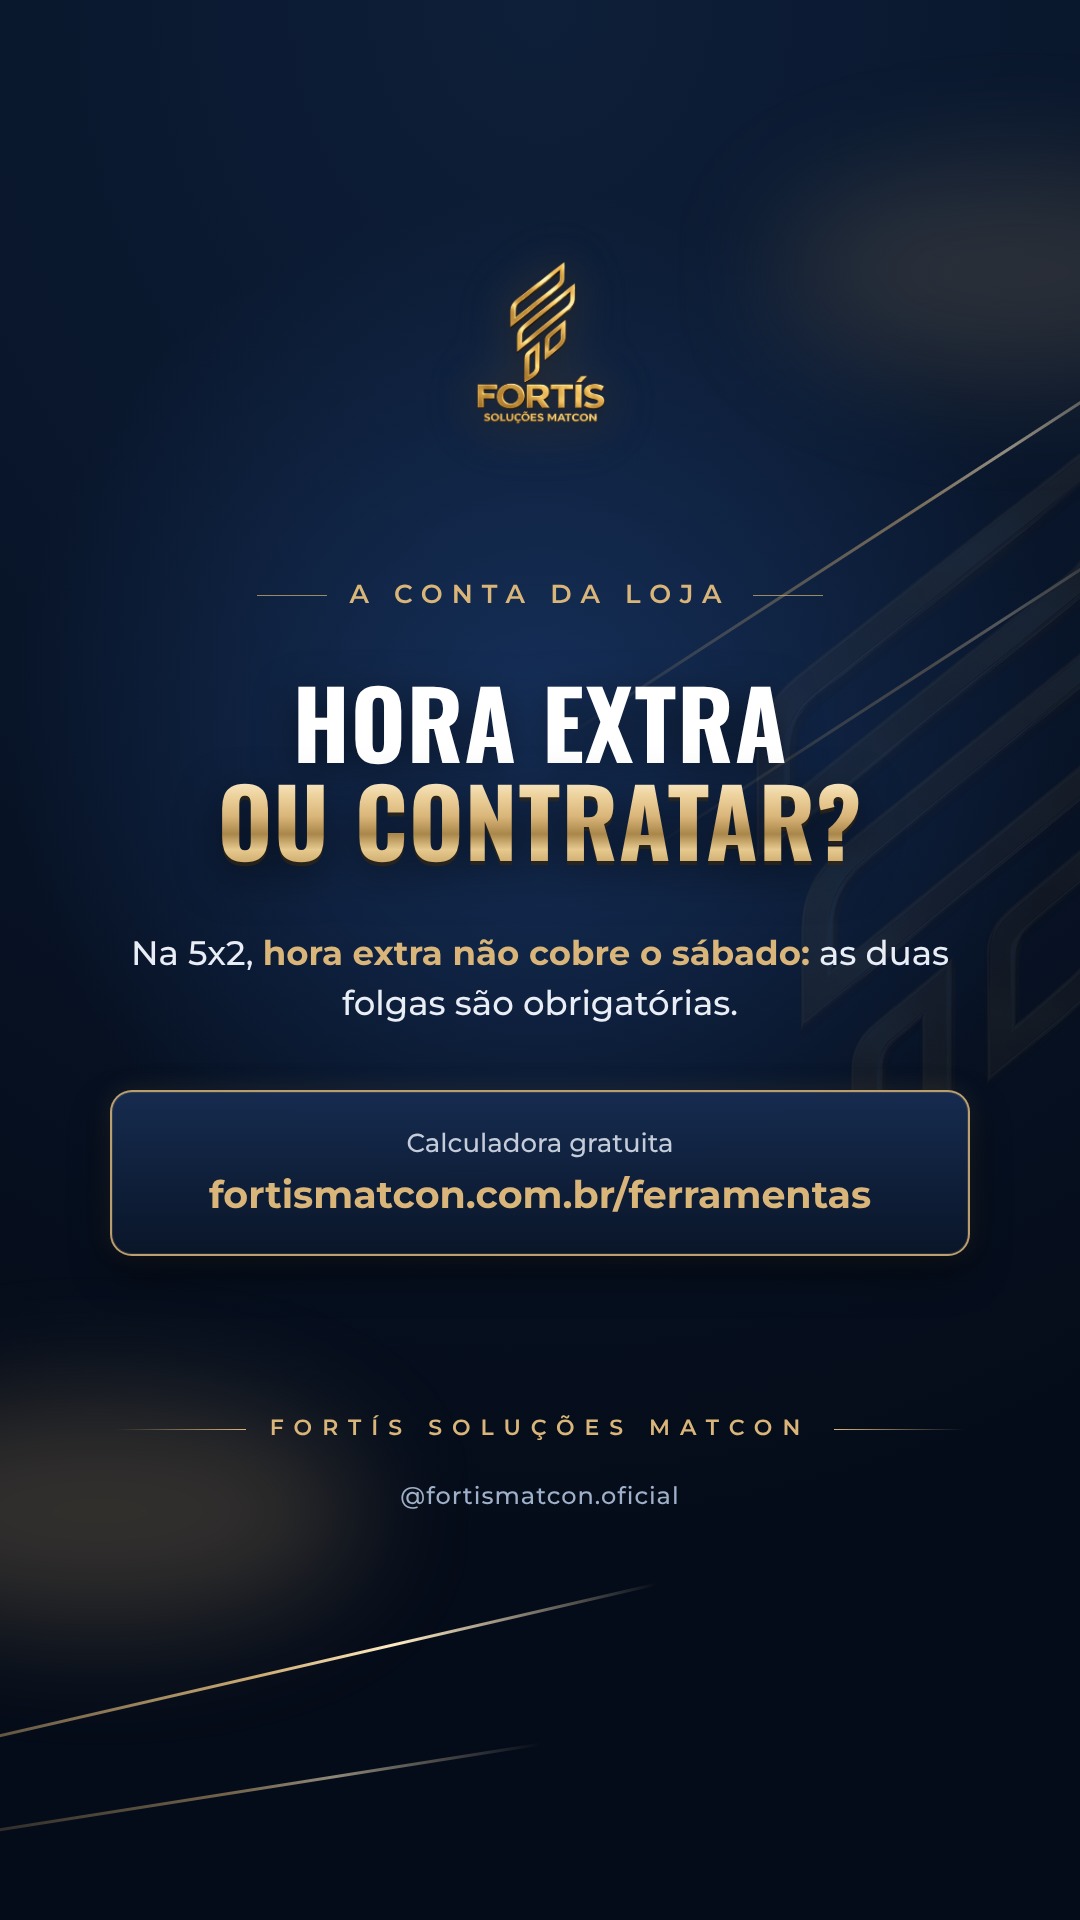 FORTÍS
SOLUÇÕES MATCON
A CONTA DA LOJA
HORA EXTRA
OU CONTRATAR?
Na 5x2, hora extra não cobre o sábado: as duas
folgas são obrigatórias.
Calculadora gratuita
fortismatcon.com.br/ferramentas
FORTÍS SOLUÇÕES MATCON
@fortismatcon.oficial